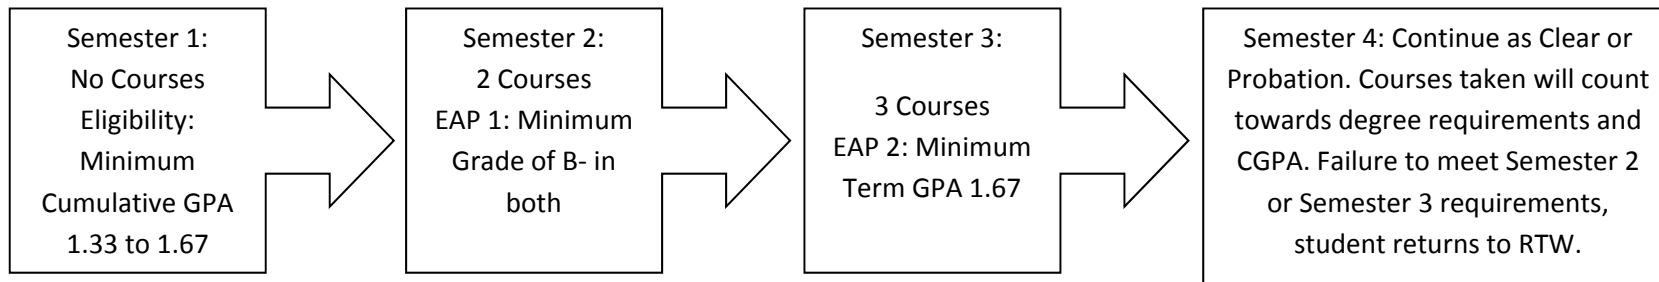 Semester 1:
No Courses
Eligibility:
Minimum
Cumulative GPA
1.33 to 1.67
Semester 2:
2 Courses
EAP 1: Minimum
Grade of B- in
both
Semester 3:
3 Courses
EAP 2: Minimum
Term GPA 1.67
Semester 4: Continue as Clear or
Probation. Courses taken will count
towards degree requirements and
CGPA. Failure to meet Semester 2
or Semester 3 requirements,
student returns to RTW.